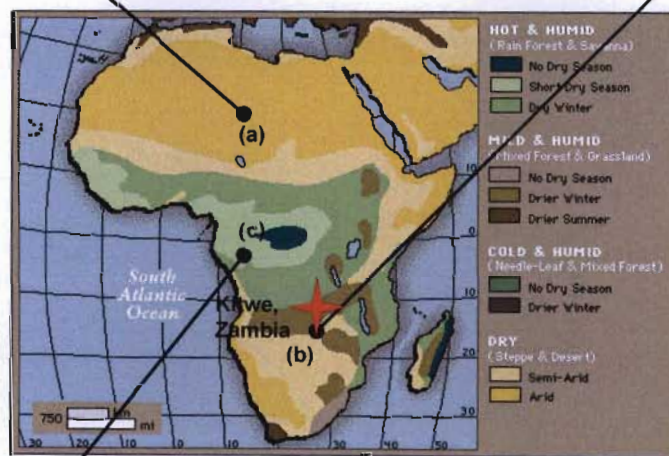 HOT & HUMID
(Rain Forest & Savanna)
No Dry Season
Short Dry Season
Dry Winter
MILD & HUMID
(Mixed Forest & Grassland)
No Dry Season
Drier Winter
Drier Summer
COLD & HUMID
(Needle-Leaf & Mixed Forest)
No Dry Season
Drier Winter
DRY
(Steppe & Desert)
Semi-Arid
Arid
(a)
(c)
(b)
South
Atlantic
Ocean
Kitwe,
Zambia
10
0
10
20
30
750 km
mi
30 20 10 0 10 20 30 40 50